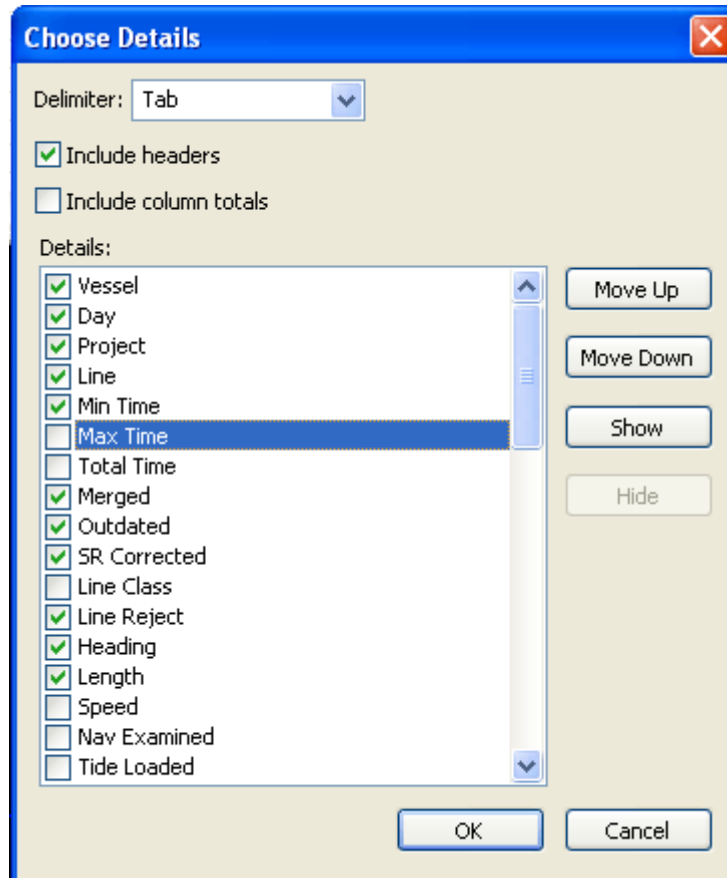 Choose Details
Delimiter: Tab
Include headers
Include column totals
Details:
Vessel
Day
Project
Line
Min Time
Max Time
Total Time
Merged
Outdated
SR Corrected
Line Class
Line Reject
Heading
Length
Speed
Nav Examined
Tide Loaded
Move Up
Move Down
Show
Hide
OK Cancel